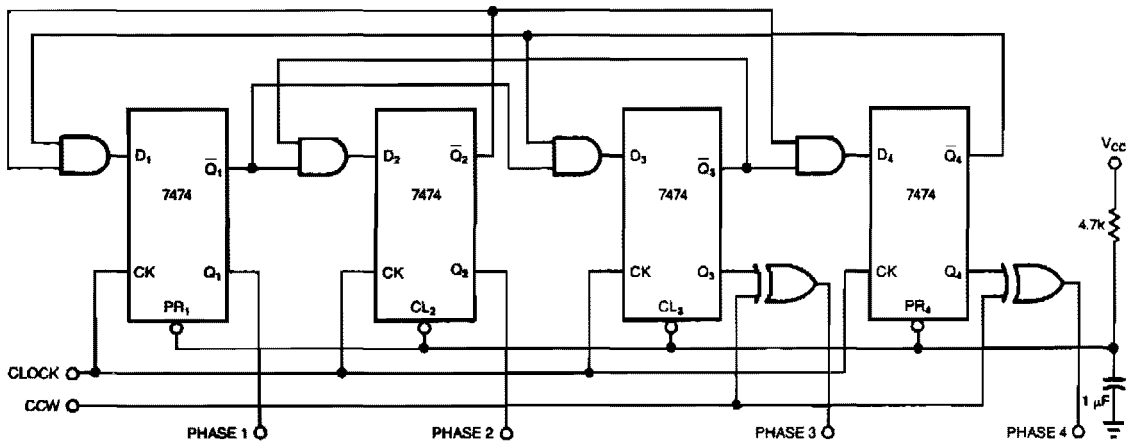 D₁ Q̅₁ D₂ Q̅₂ D₃ Q̅₃ D₄ Q̅₄
7474 7474 7474 7474
CK Q₁ CK Q₂ CK Q₃ CK Q₄
PR₁ CL₂ CL₃ PR₄
V_CC
4.7k
1 µF
CLOCK
CCW
PHASE 1 PHASE 2 PHASE 3 PHASE 4